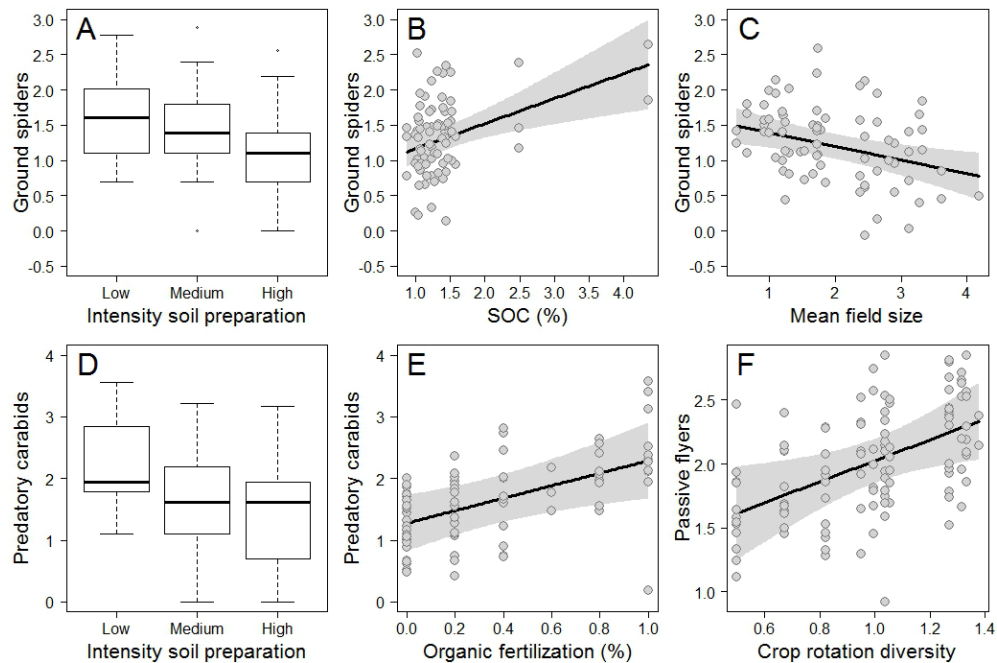 A
Ground spiders
3.0
2.5
2.0
1.5
1.0
0.5
0.0
-0.5
Low Medium High
Intensity soil preparation
B
Ground spiders
3.0
2.5
2.0
1.5
1.0
0.5
0.0
-0.5
1.0 1.5 2.0 2.5 3.0 3.5 4.0
SOC (%)
C
Ground spiders
3.0
2.5
2.0
1.5
1.0
0.5
0.0
-0.5
1 2 3 4
Mean field size
D
Predatory carabids
4
3
2
1
0
Low Medium High
Intensity soil preparation
E
Predatory carabids
4
3
2
1
0
0.0 0.2 0.4 0.6 0.8 1.0
Organic fertilization (%)
F
Passive flyers
2.5
2.0
1.5
1.0
0.6 0.8 1.0 1.2 1.4
Crop rotation diversity